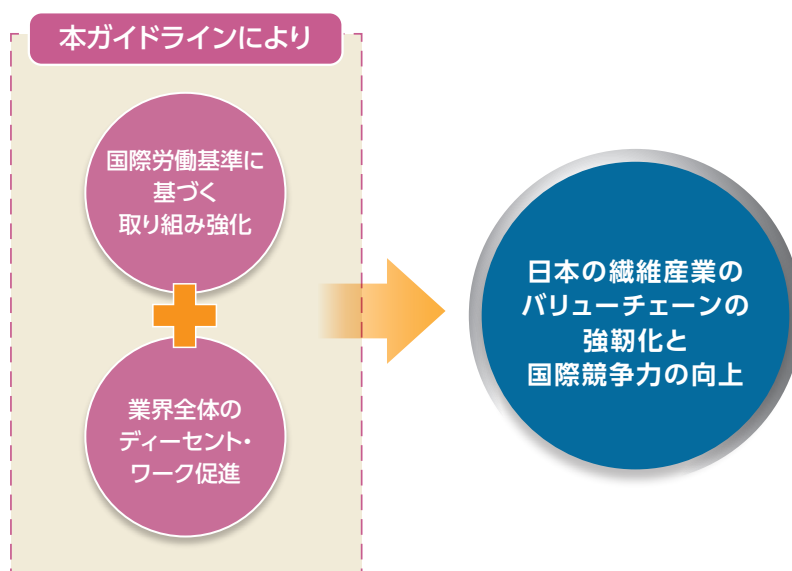 本ガイドラインにより
国際労働基準に
基づく
取り組み強化
業界全体の
ディーセント・
ワーク促進
日本の繊維産業の
バリューチェーンの
強靭化と
国際競争力の向上